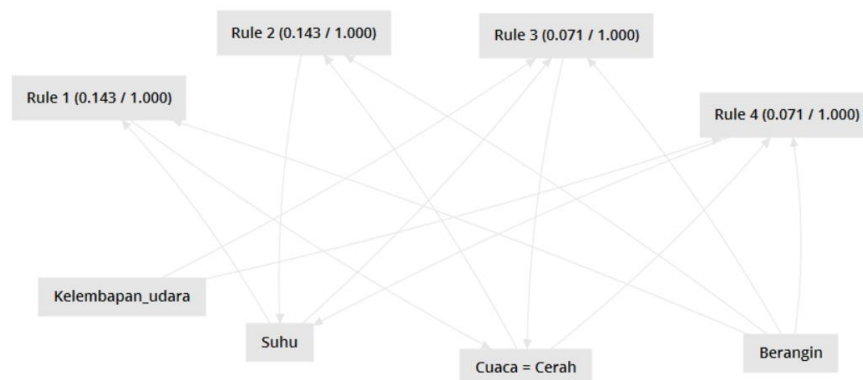 Rule 2 (0.143 / 1.000)
Rule 3 (0.071 / 1.000)
Rule 1 (0.143 / 1.000)
Rule 4 (0.071 / 1.000)
Kelembapan_udara
Suhu
Cuaca = Cerah
Berangin